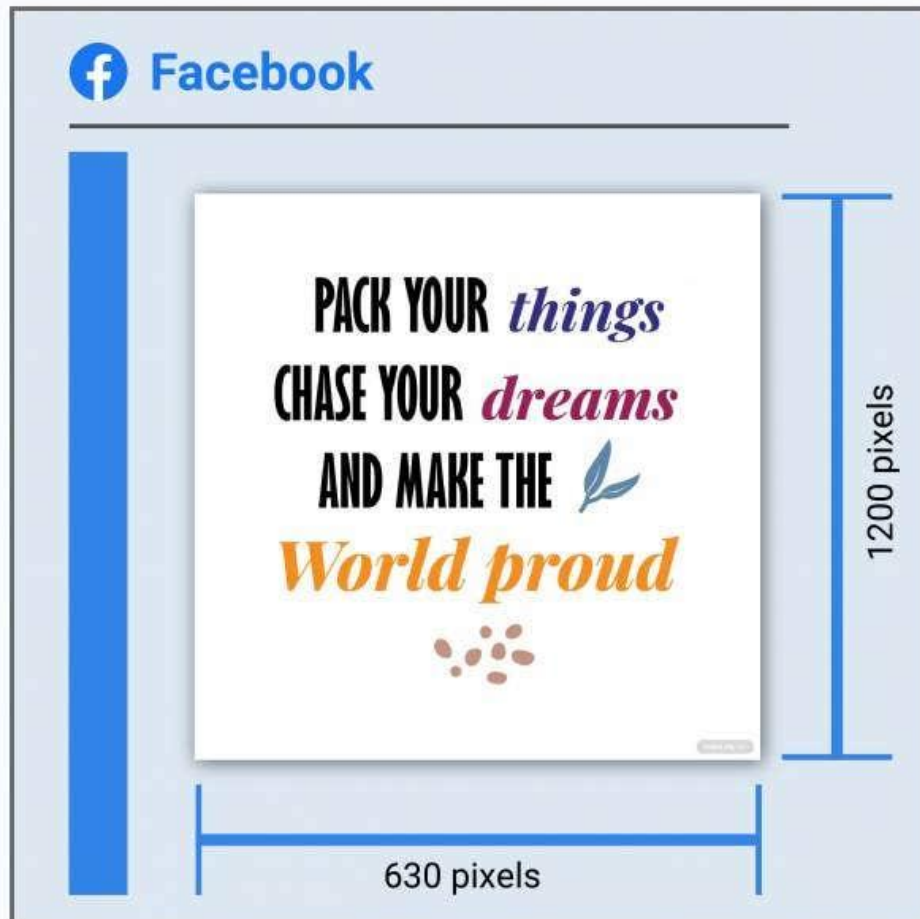 Facebook
PACK YOUR things
CHASE YOUR dreams
AND MAKE THE
World proud
1200 pixels
630 pixels